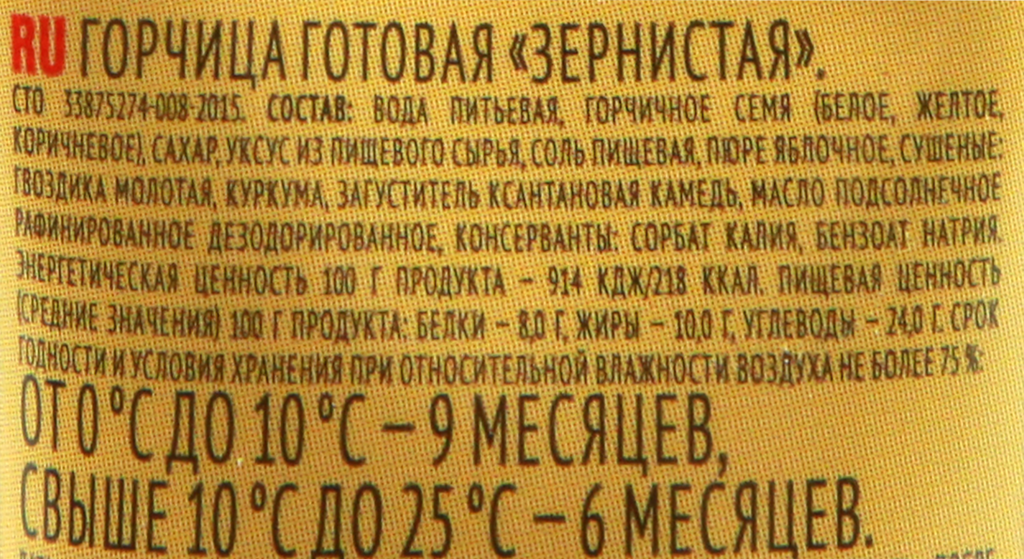 RU ГОРЧИЦА ГОТОВАЯ «ЗЕРНИСТАЯ».
СТО 33875274-008-2015. СОСТАВ: ВОДА ПИТЬЕВАЯ, ГОРЧИЧНОЕ СЕМЯ (БЕЛОЕ, ЖЕЛТОЕ,
КОРИЧНЕВОЕ), САХАР, УКСУС ИЗ ПИЩЕВОГО СЫРЬЯ, СОЛЬ ПИЩЕВАЯ, ПЮРЕ ЯБЛОЧНОЕ, СУШЕНЫЕ:
ГВОЗДИКА МОЛОТАЯ, КУРКУМА, ЗАГУСТИТЕЛЬ КСАНТАНОВАЯ КАМЕДЬ, МАСЛО ПОДСОЛНЕЧНОЕ
РАФИНИРОВАННОЕ ДЕЗОДОРИРОВАННОЕ, КОНСЕРВАНТЫ: СОРБАТ КАЛИЯ, БЕНЗОАТ НАТРИЯ.
ЭНЕРГЕТИЧЕСКАЯ ЦЕННОСТЬ 100 Г ПРОДУКТА – 914 КДЖ/218 ККАЛ. ПИЩЕВАЯ ЦЕННОСТЬ
(СРЕДНИЕ ЗНАЧЕНИЯ) 100 Г ПРОДУКТА: БЕЛКИ – 8,0 Г, ЖИРЫ – 10,0 Г, УГЛЕВОДЫ – 24,0 Г. СРОК
ГОДНОСТИ И УСЛОВИЯ ХРАНЕНИЯ ПРИ ОТНОСИТЕЛЬНОЙ ВЛАЖНОСТИ ВОЗДУХА НЕ БОЛЕЕ 75 %:
ОТ 0 °С ДО 10 °С – 9 МЕСЯЦЕВ,
СВЫШЕ 10 °С ДО 25 °С – 6 МЕСЯЦЕВ.